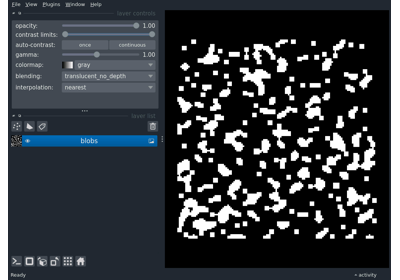 File View Plugins Window Help
layer controls
opacity: 1.00
contrast limits:
auto-contrast: once continuous
gamma: 1.00
colormap: gray
blending: translucent_no_depth
interpolation: nearest
layer list
blobs
Ready activity